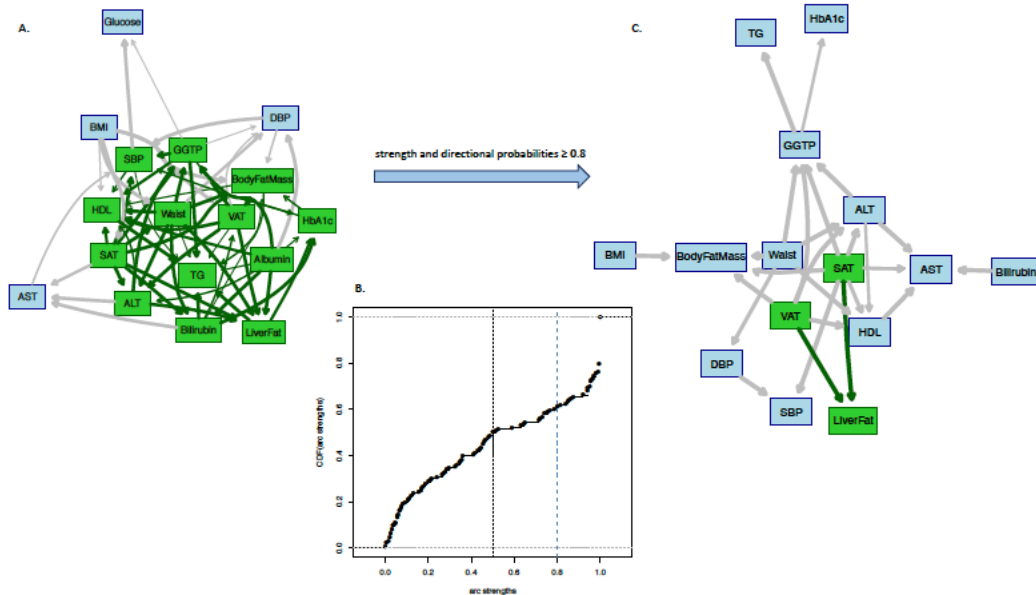 A.
Glucose
BMI
DBP
SBP
GGTP
BodyFatMass
HDL
Waist
VAT
HbA1c
SAT
Albumin
TG
AST
ALT
Bilirubin
LiverFat
strength and directional probabilities ≥ 0.8
B.
CDF(arc strengths)
1.0
0.8
0.6
0.4
0.2
0.0
0.0 0.2 0.4 0.6 0.8 1.0
arc strengths
C.
HbA1c
TG
GGTP
ALT
BMI
BodyFatMass
Waist
SAT
AST
Bilirubin
VAT
HDL
DBP
SBP
LiverFat